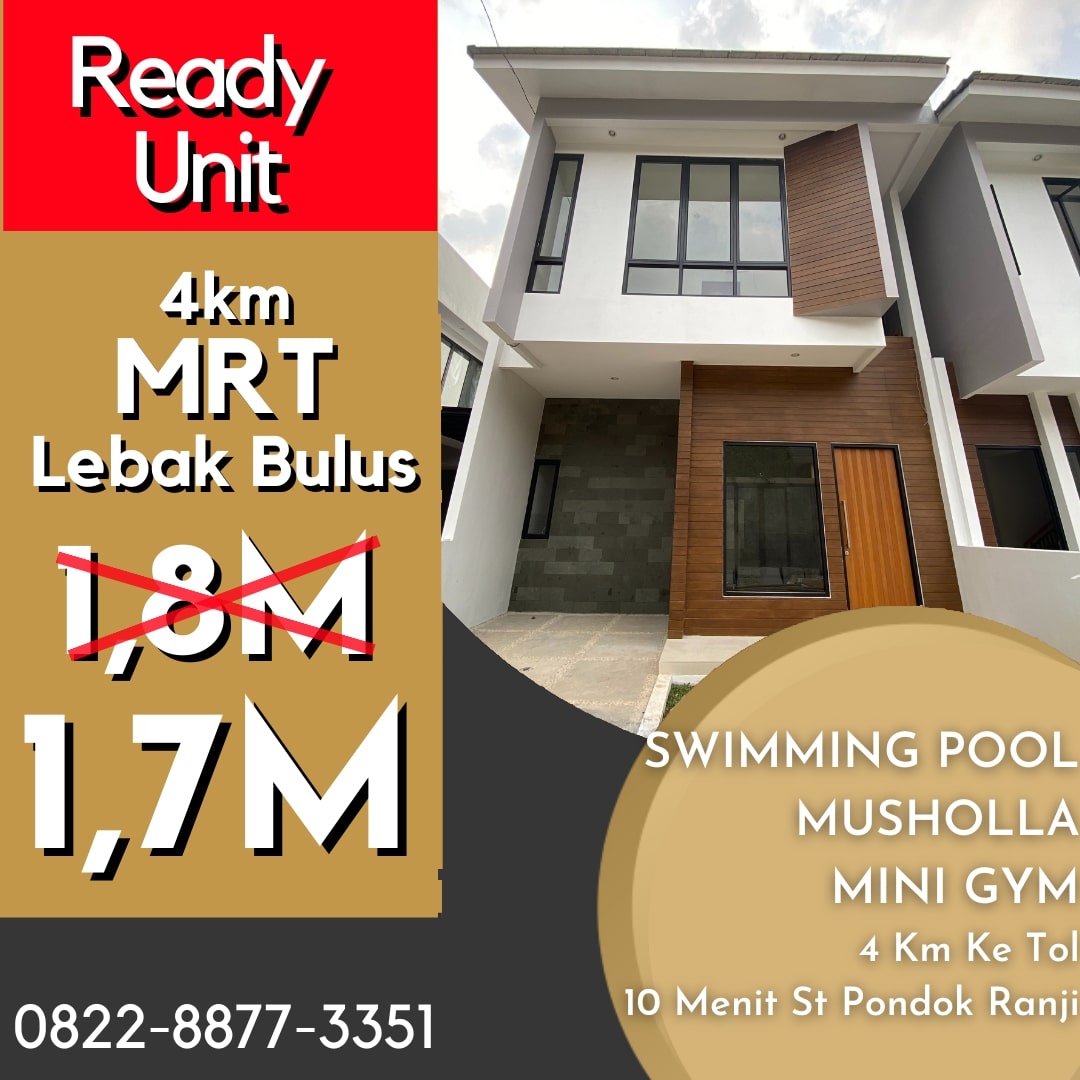 Ready
Unit
4km
MRT
Lebak Bulus
1,8M
1,7M
SWIMMING POOL
MUSHOLLA
MINI GYM
4 Km Ke Tol
10 Menit St Pondok Ranji
0822-8877-3351